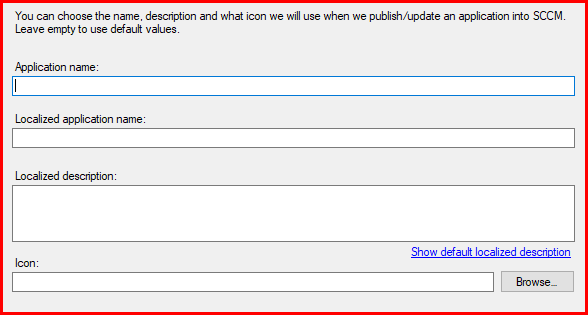 You can choose the name, description and what icon we will use when we publish/update an application into SCCM.
Leave empty to use default values.
Application name:
Localized application name:
Localized description:
Show default localized description
Icon:
Browse...